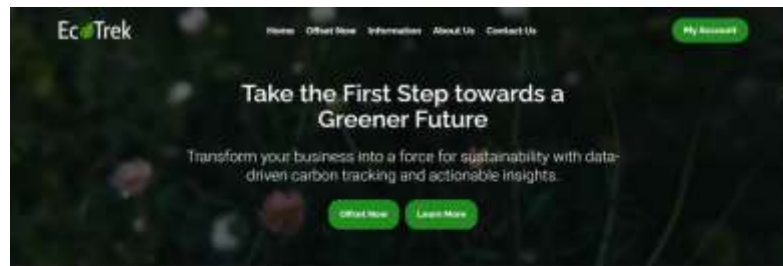 EcoTrek
Home Offset Now Information About Us Contact Us
My Account
Take the First Step towards a
Greener Future
Transform your business into a force for sustainability with data-
driven carbon tracking and actionable insights.
Offset Now
Learn More